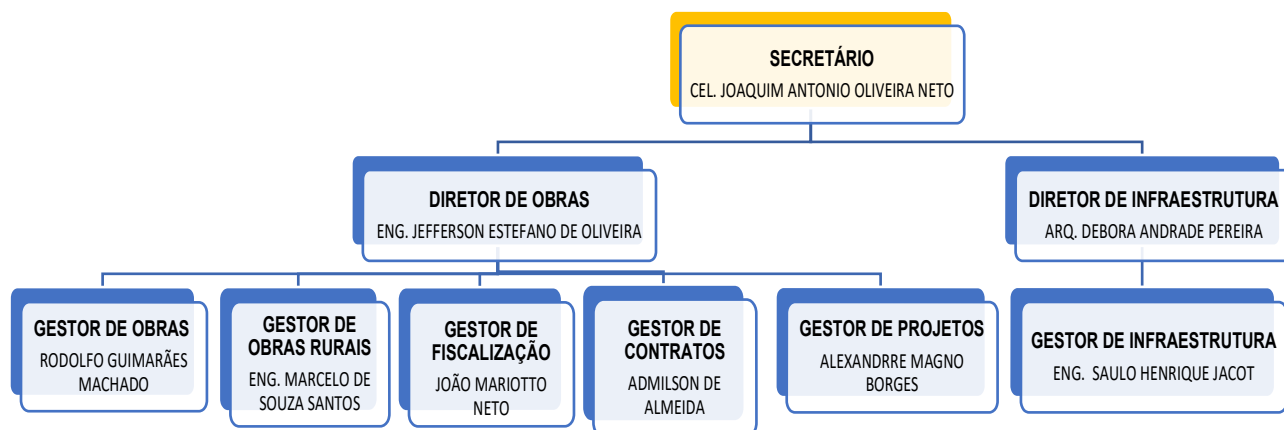 SECRETÁRIO
CEL. JOAQUIM ANTONIO OLIVEIRA NETO
DIRETOR DE OBRAS
ENG. JEFFERSON ESTEFANO DE OLIVEIRA
DIRETOR DE INFRAESTRUTURA
ARQ. DEBORA ANDRADE PEREIRA
GESTOR DE OBRAS
RODOLFO GUIMARÃES
MACHADO
GESTOR DE
OBRAS RURAIS
ENG. MARCELO DE
SOUZA SANTOS
GESTOR DE
FISCALIZAÇÃO
JOÃO MARIOTTO
NETO
GESTOR DE
CONTRATOS
ADMILSON DE
ALMEIDA
GESTOR DE PROJETOS
ALEXANDRRE MAGNO
BORGES
GESTOR DE INFRAESTRUTURA
ENG. SAULO HENRIQUE JACOT